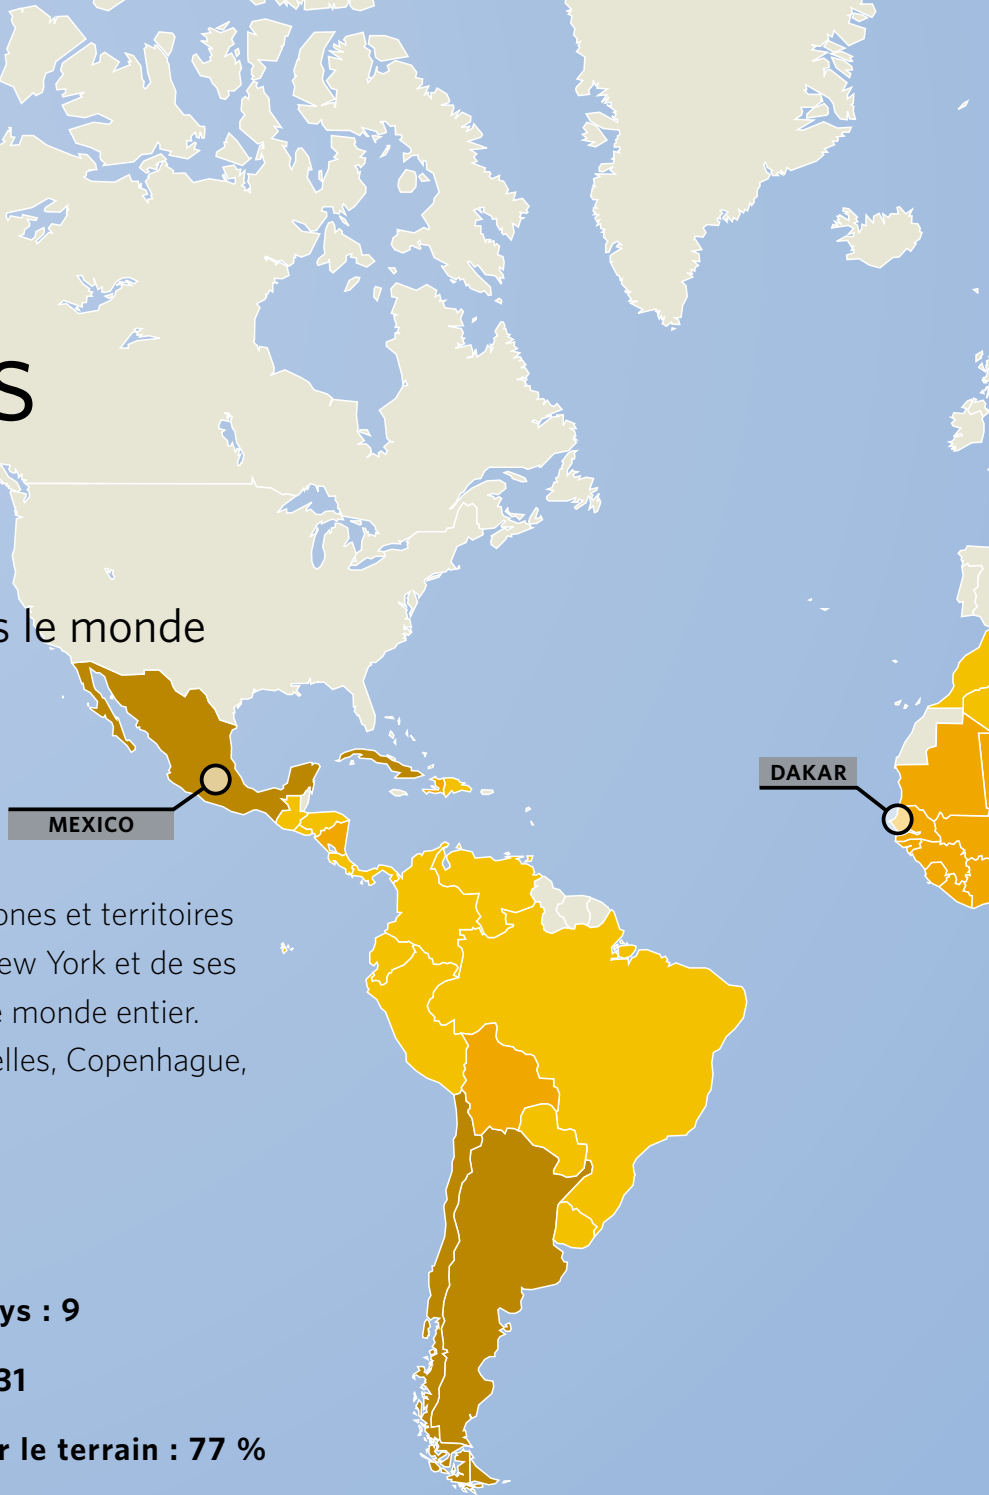 S
s le monde
DAKAR
MEXICO
ones et territoires
ew York et de ses
e monde entier.
elles, Copenhague,
ys : 9
31
r le terrain : 77 %